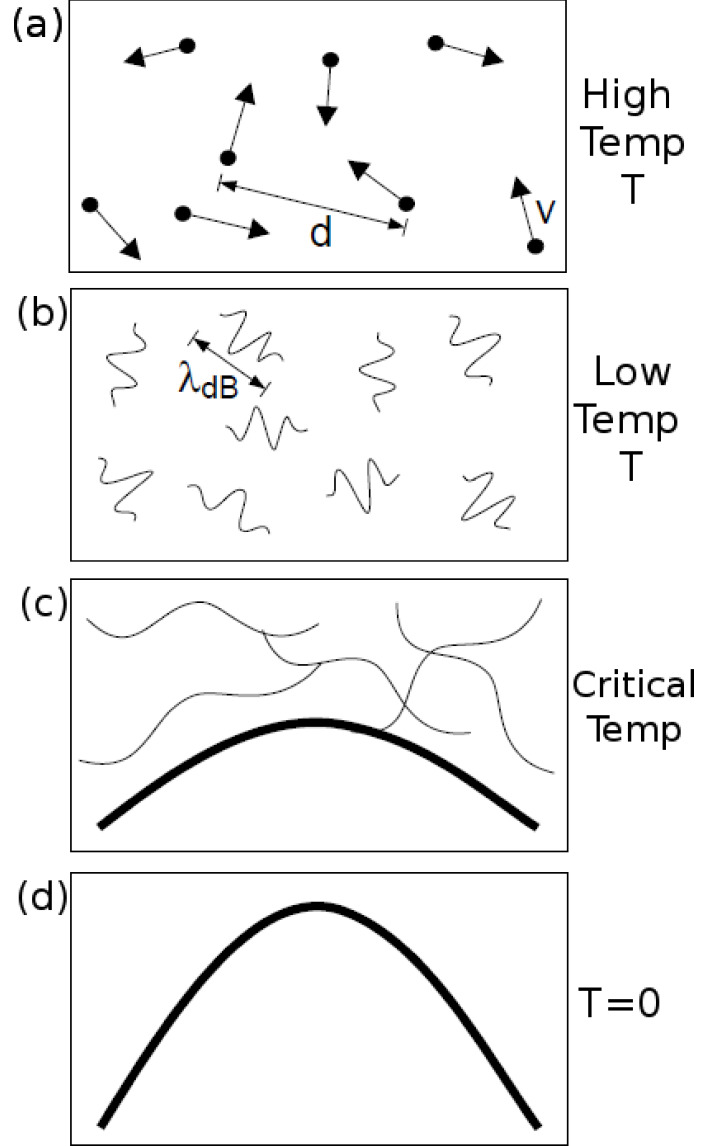 (a)
High
Temp
T
d
v
(b)
Low
Temp
T
λdB
(c)
Critical
Temp
(d)
T=0